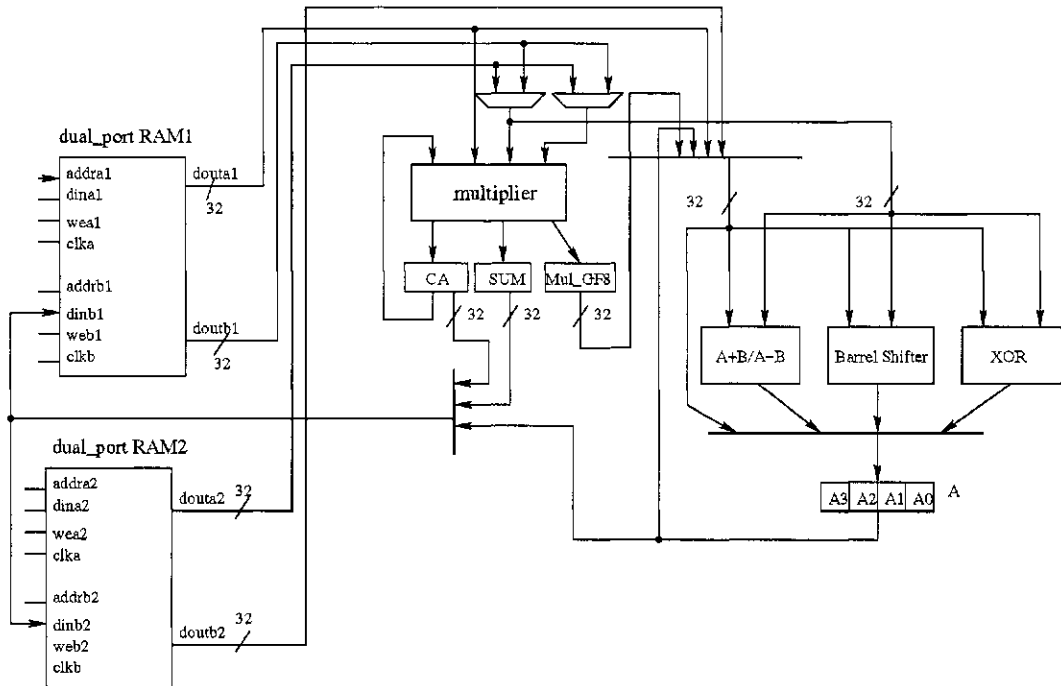 dual_port RAM1
addra1
dina1
wea1
clka
addrb1
dinb1
web1
clkb
douta1
32
doutb1
32
dual_port RAM2
addra2
dina2
wea2
clka
addrb2
dinb2
web2
clkb
douta2
32
doutb2
32
multiplier
CA
SUM
Mul_GF8
32
32
32
32
32
A+B/A−B
Barrel Shifter
XOR
A3
A2
A1
A0
A